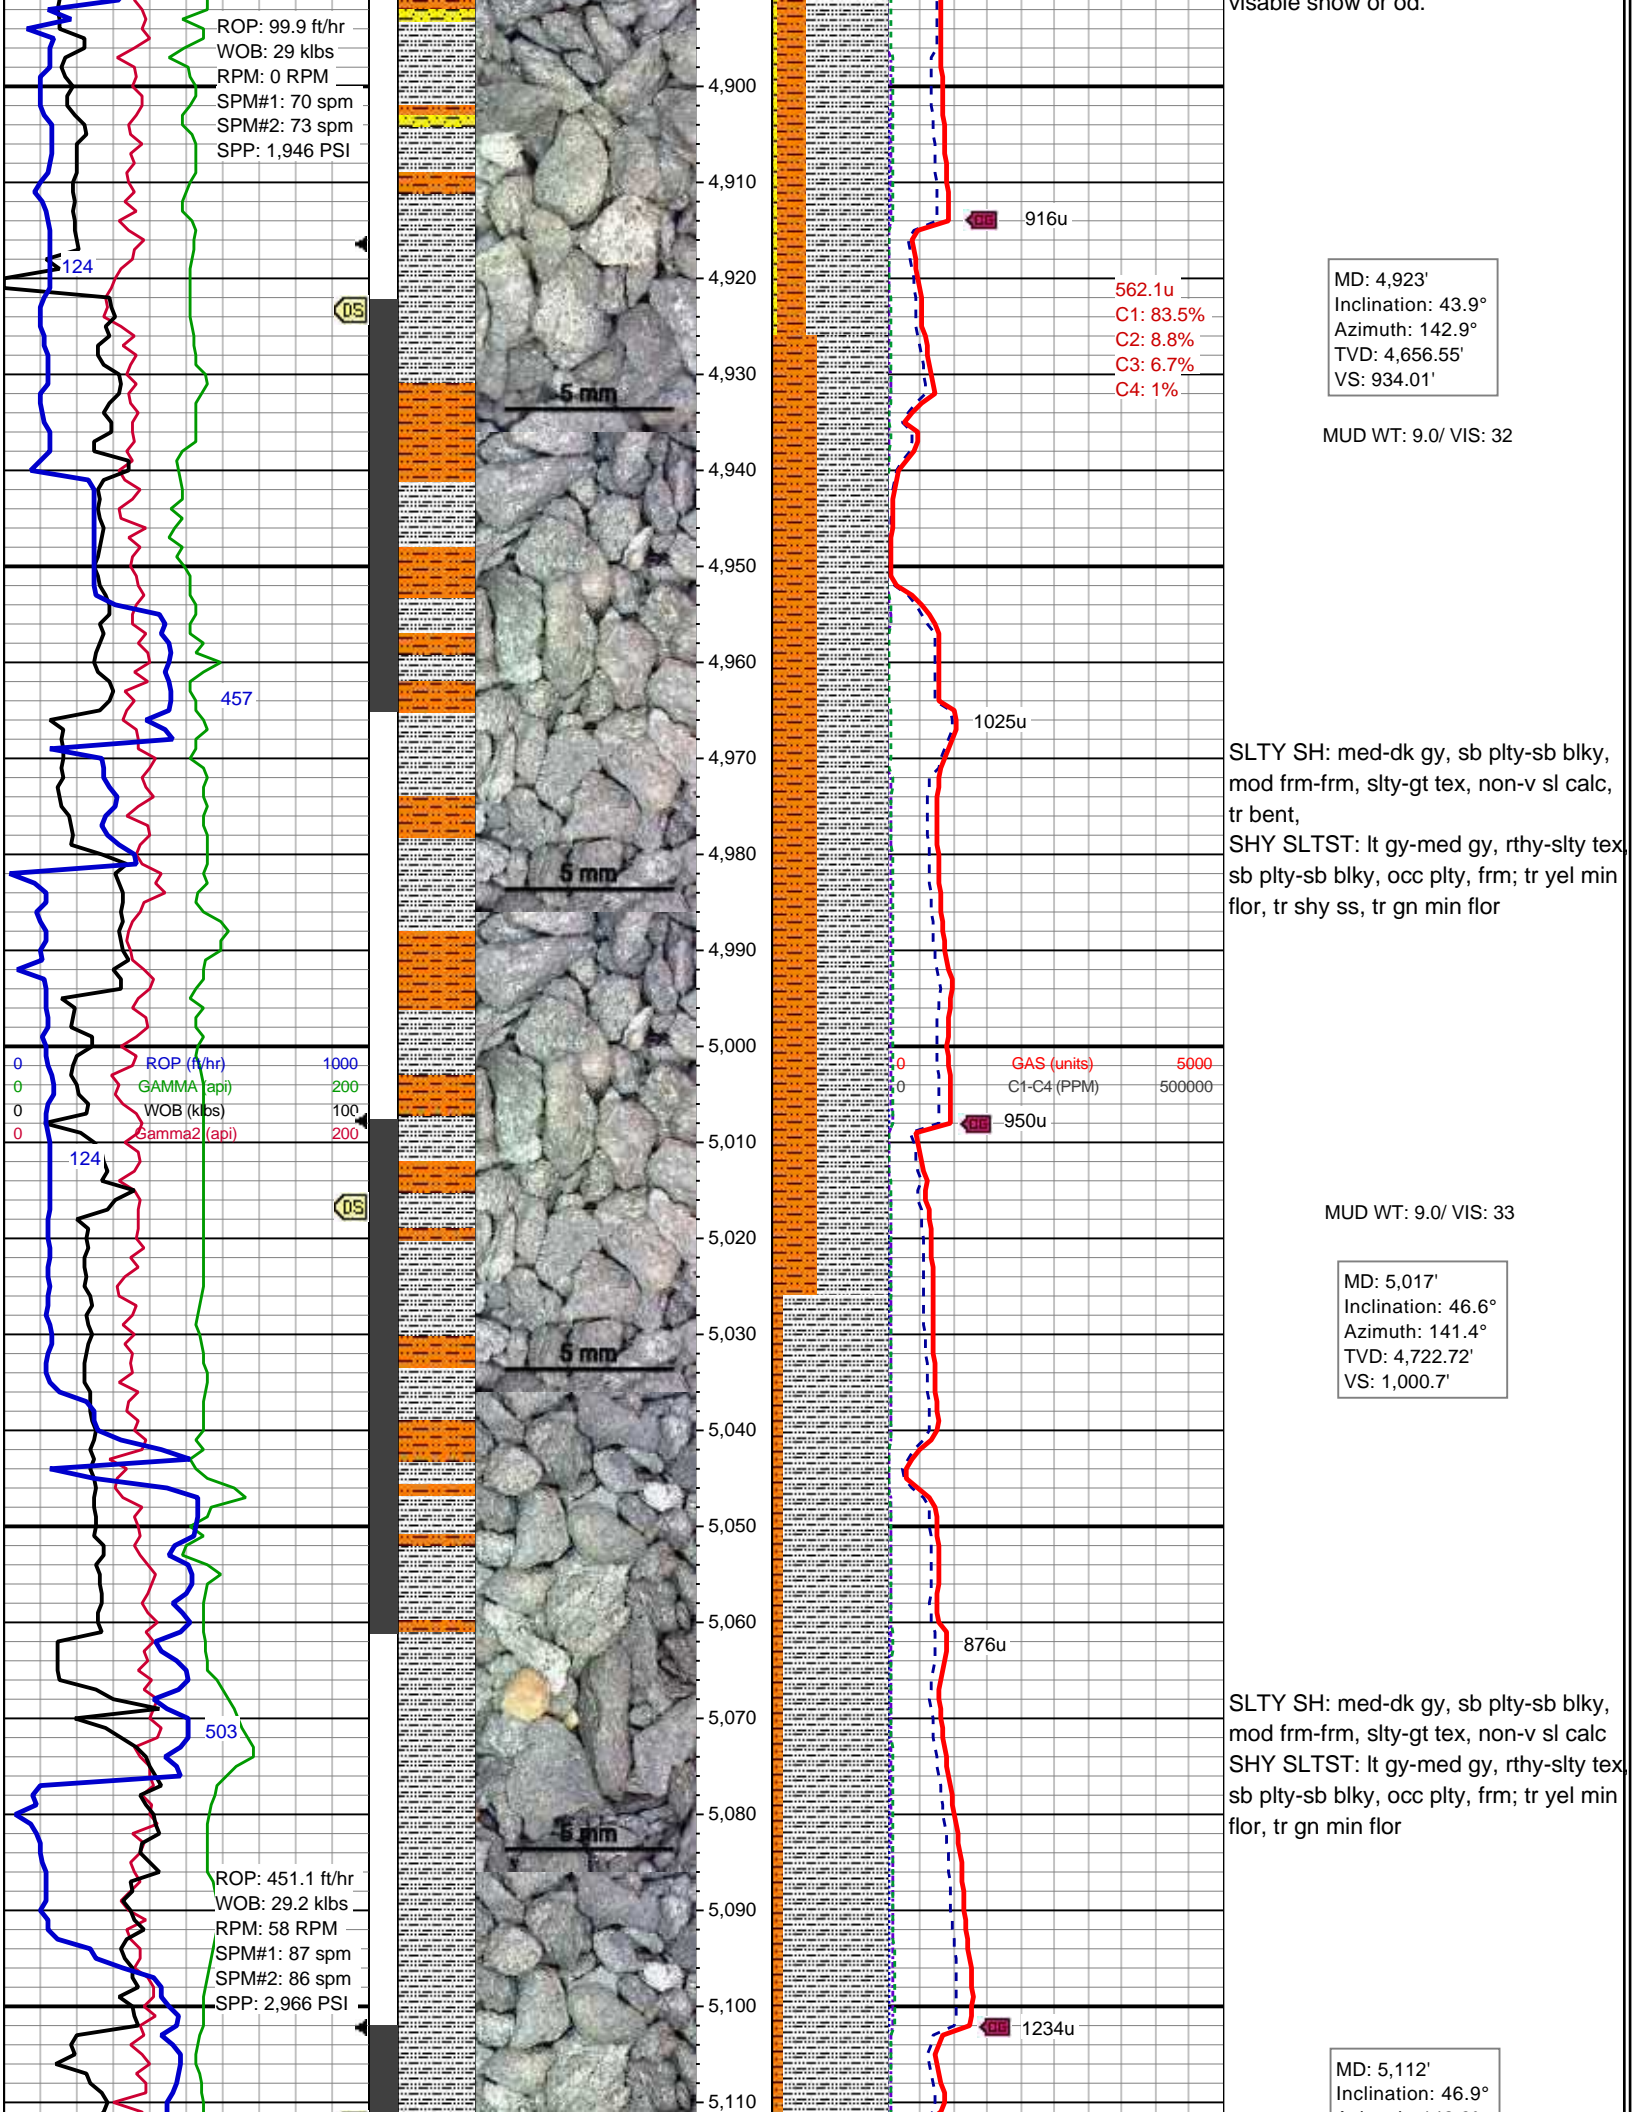 visable show or od.
ROP: 99.9 ft/hr
WOB: 29 klbs
RPM: 0 RPM
SPM#1: 70 spm
SPM#2: 73 spm
SPP: 1,946 PSI
4,900
4,910
916u
124
4,920
DS
562.1u
C1: 83.5%
C2: 8.8%
C3: 6.7%
C4: 1%
MD: 4,923'
Inclination: 43.9°
Azimuth: 142.9°
TVD: 4,656.55'
VS: 934.01'
4,930
5 mm
MUD WT: 9.0/ VIS: 32
4,940
4,950
4,960
457
1025u
4,970
SLTY SH: med-dk gy, sb plty-sb blky,
mod frm-frm, slty-gt tex, non-v sl calc,
tr bent,
SHY SLTST: lt gy-med gy, rthy-slty tex,
sb plty-sb blky, occ plty, frm; tr yel min
flor, tr shy ss, tr gn min flor
4,980
5 mm
4,990
5,000
0 ROP (ft/hr) 1000
0 GAMMA (api) 200
0 WOB (klbs) 100
0 Gamma2 (api) 200
0 GAS (units) 5000
0 C1-C4 (PPM) 500000
950u
5,010
124
DS
MUD WT: 9.0/ VIS: 33
5,020
MD: 5,017'
Inclination: 46.6°
Azimuth: 141.4°
TVD: 4,722.72'
VS: 1,000.7'
5,030
5 mm
5,040
5,050
5,060
876u
5,070
503
SLTY SH: med-dk gy, sb plty-sb blky,
mod frm-frm, slty-gt tex, non-v sl calc
SHY SLTST: lt gy-med gy, rthy-slty tex,
sb plty-sb blky, occ plty, frm; tr yel min
flor, tr gn min flor
5,080
5 mm
ROP: 451.1 ft/hr
WOB: 29.2 klbs
RPM: 58 RPM
SPM#1: 87 spm
SPM#2: 86 spm
SPP: 2,966 PSI
5,090
5,100
1234u
MD: 5,112'
Inclination: 46.9°
5,110